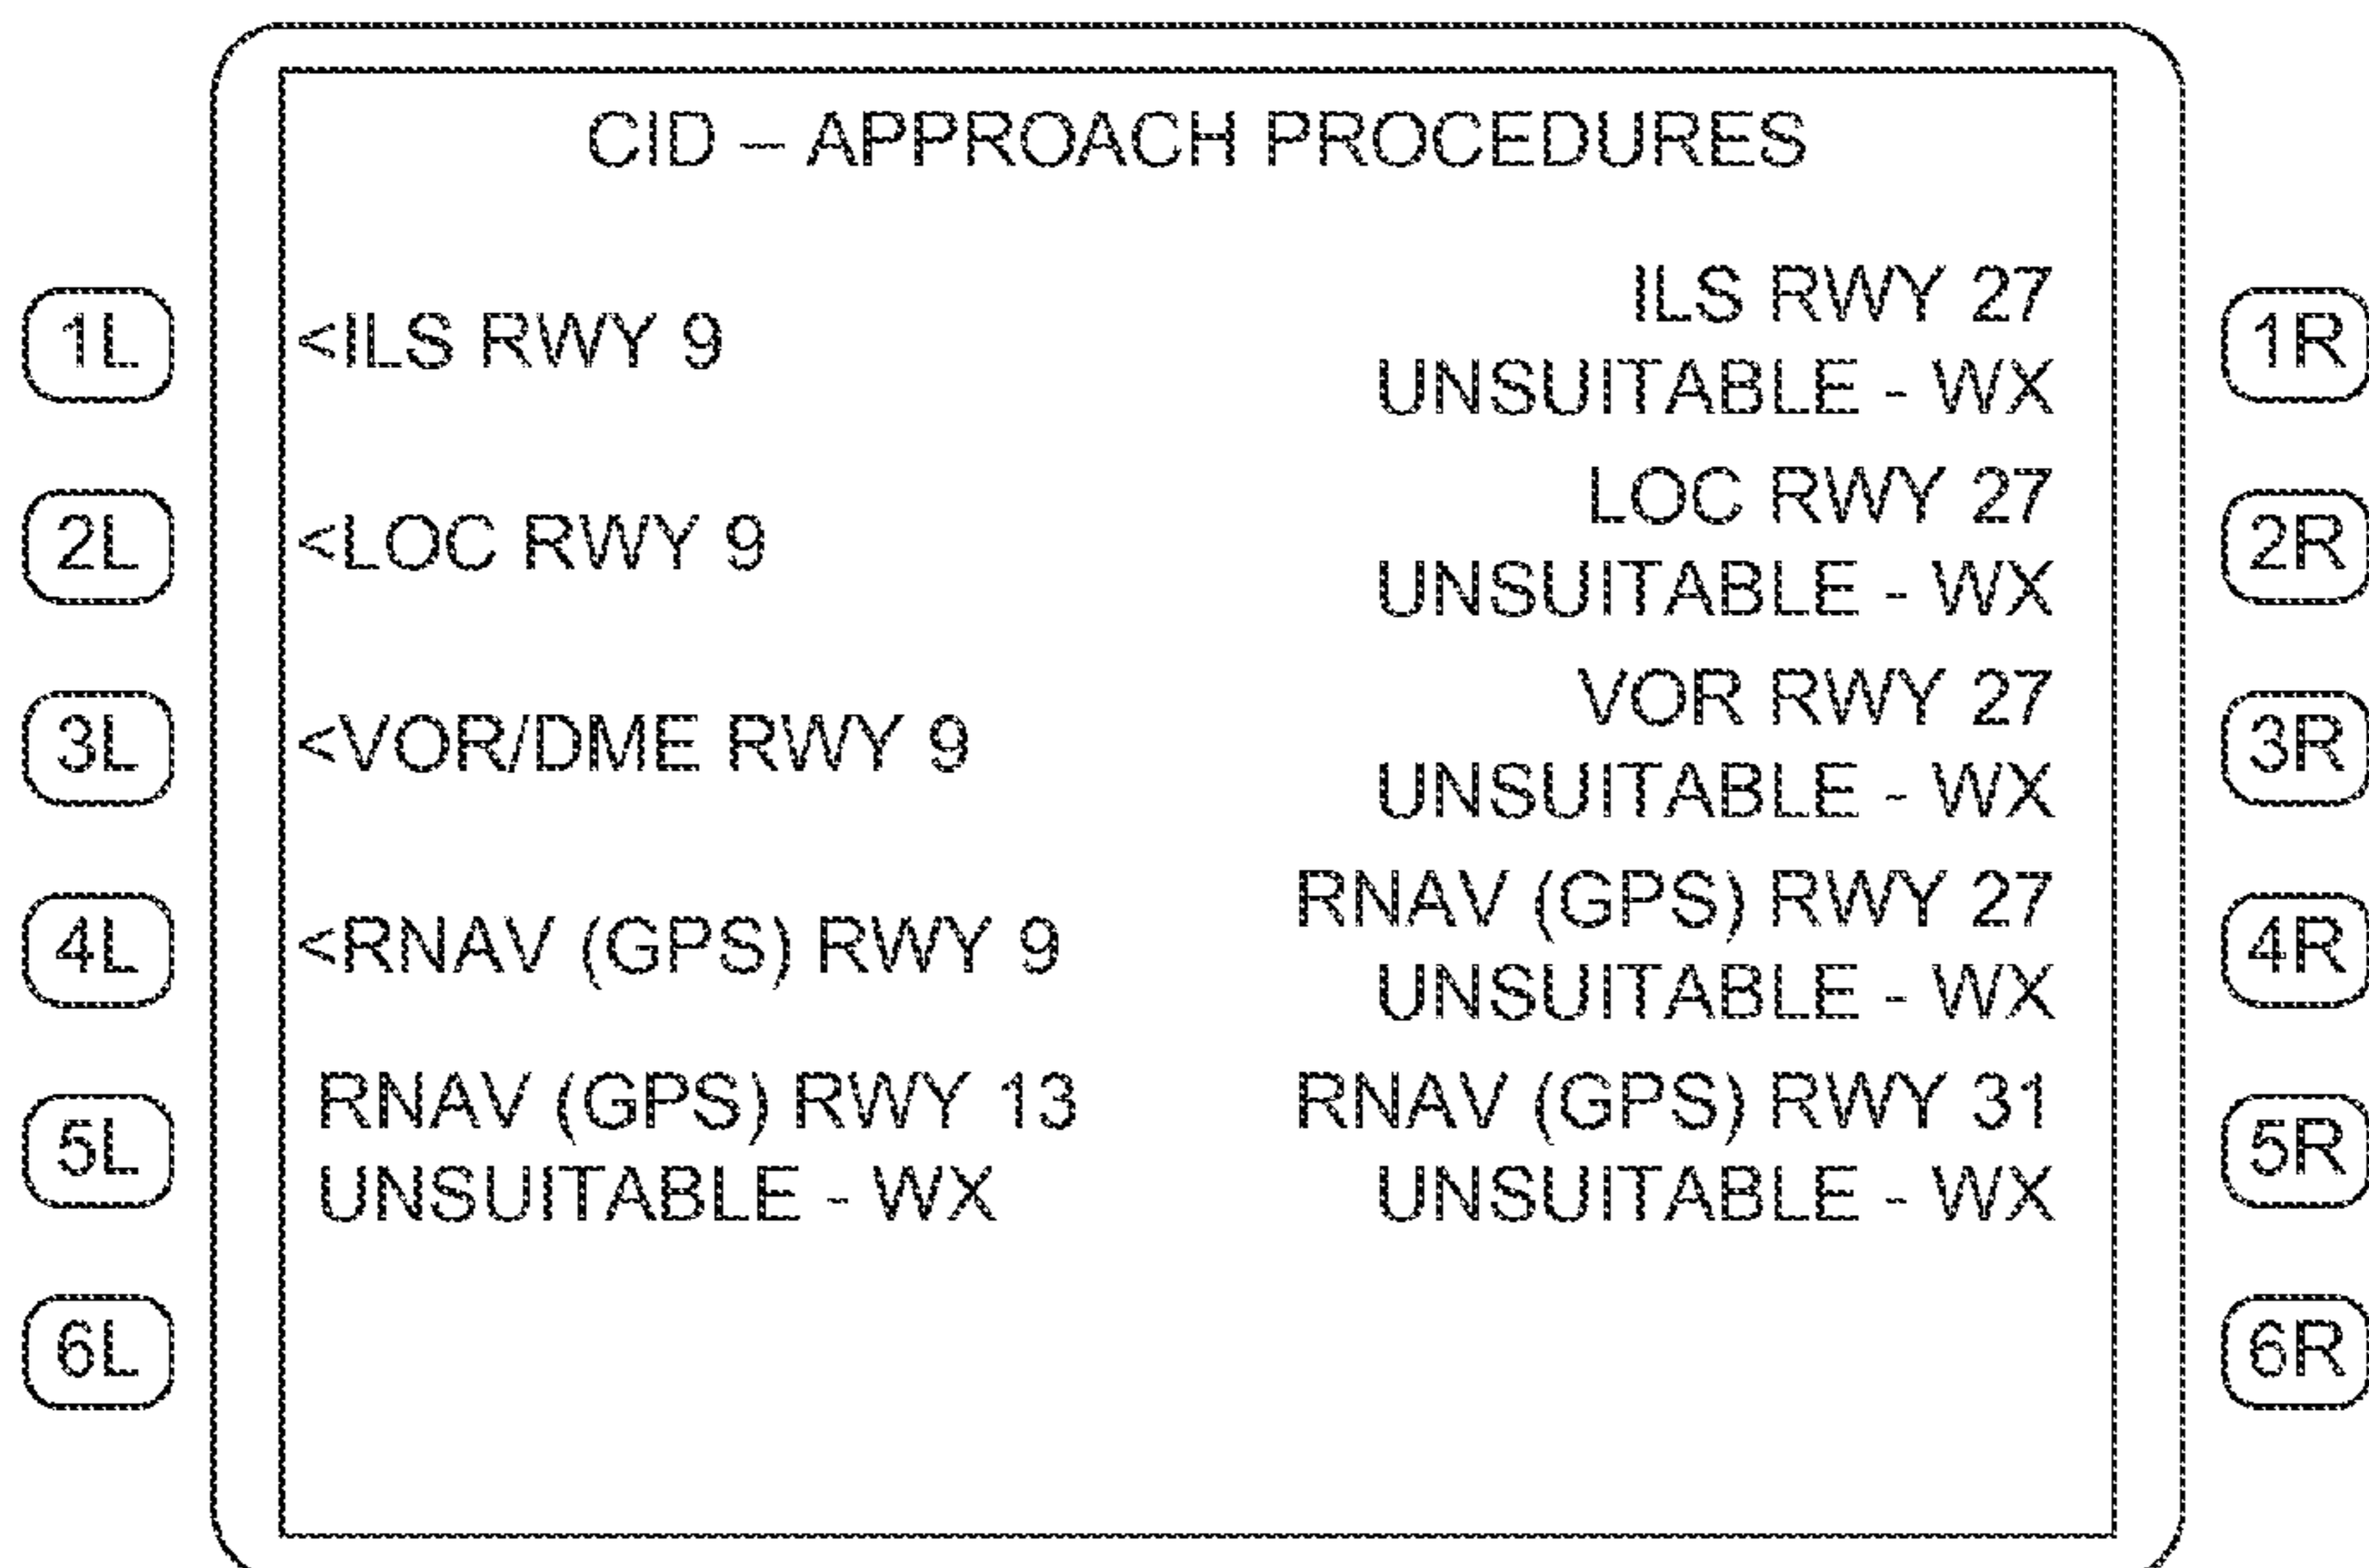 CID – APPROACH PROCEDURES
1L
<ILS RWY 9
ILS RWY 27
UNSUITABLE - WX
1R
2L
<LOC RWY 9
LOC RWY 27
UNSUITABLE - WX
2R
3L
<VOR/DME RWY 9
VOR RWY 27
UNSUITABLE - WX
3R
4L
<RNAV (GPS) RWY 9
RNAV (GPS) RWY 27
UNSUITABLE - WX
4R
5L
RNAV (GPS) RWY 13
UNSUITABLE - WX
RNAV (GPS) RWY 31
UNSUITABLE - WX
5R
6L
6R